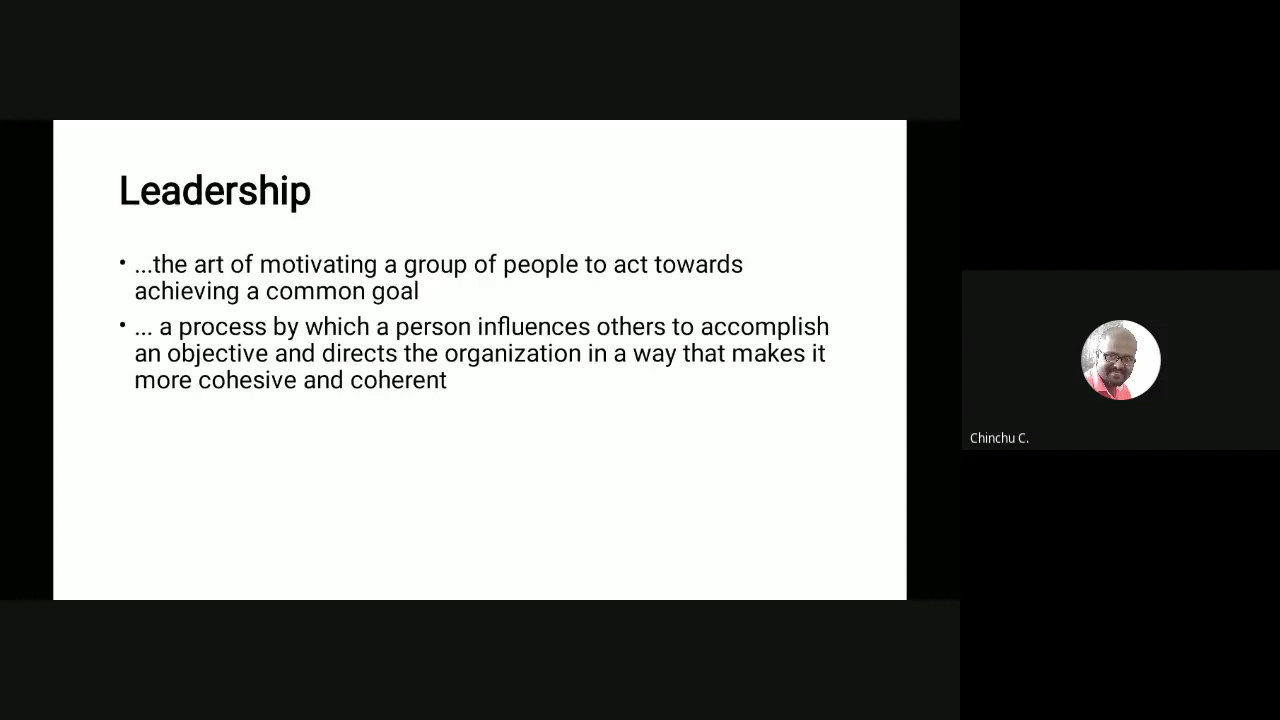 Leadership
• ...the art of motivating a group of people to act towards
achieving a common goal
• ... a process by which a person influences others to accomplish
an objective and directs the organization in a way that makes it
more cohesive and coherent
Chinchu C.